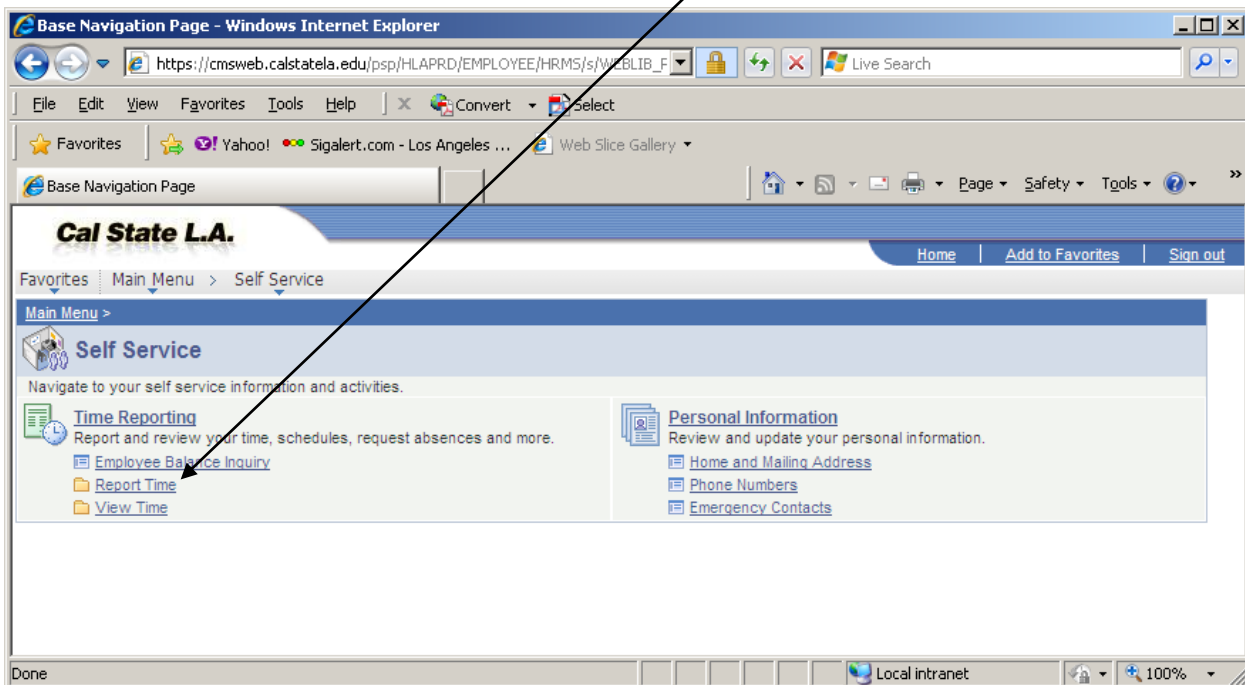 Base Navigation Page - Windows Internet Explorer
https://cmsweb.calstatela.edu/psp/HLAPRD/EMPLOYEE/HRMS/s/WEBLIB_F
Live Search
File Edit View Favorites Tools Help Convert Select
Favorites Yahoo! Sigalert.com - Los Angeles ... Web Slice Gallery
Base Navigation Page Page Safety Tools
Cal State L.A.
Home Add to Favorites Sign out
Favorites Main Menu > Self Service
Main Menu >
Self Service
Navigate to your self service information and activities.
Time Reporting
Report and review your time, schedules, request absences and more.
Employee Balance Inquiry
Report Time
View Time
Personal Information
Review and update your personal information.
Home and Mailing Address
Phone Numbers
Emergency Contacts
Done Local intranet 100%